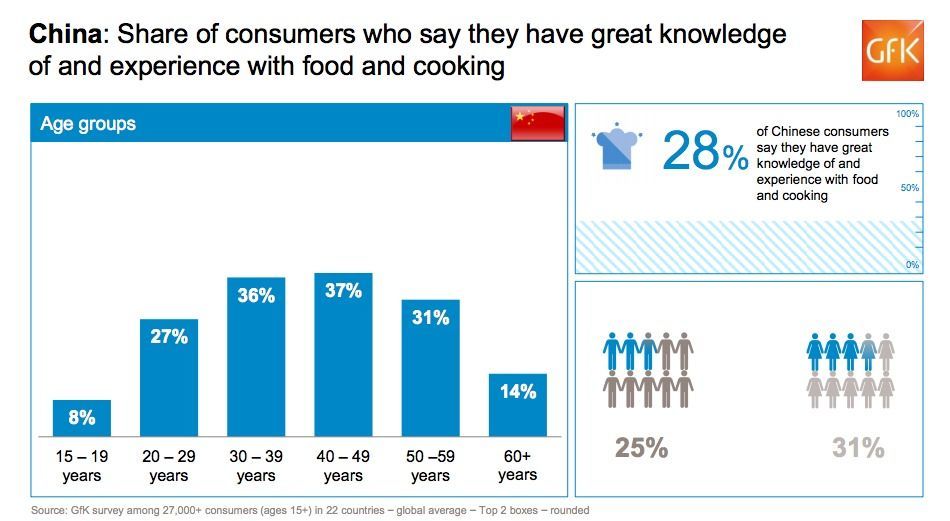 China: Share of consumers who say they have great knowledge
of and experience with food and cooking
GfK
Age groups
8%
27%
36%
37%
31%
14%
15 – 19
years
20 – 29
years
30 – 39
years
40 – 49
years
50 –59
years
60+
years
28%
of Chinese consumers
say they have great
knowledge of and
experience with food
and cooking
100%
50%
0%
25%
31%
Source: GfK survey among 27,000+ consumers (ages 15+) in 22 countries – global average – Top 2 boxes – rounded